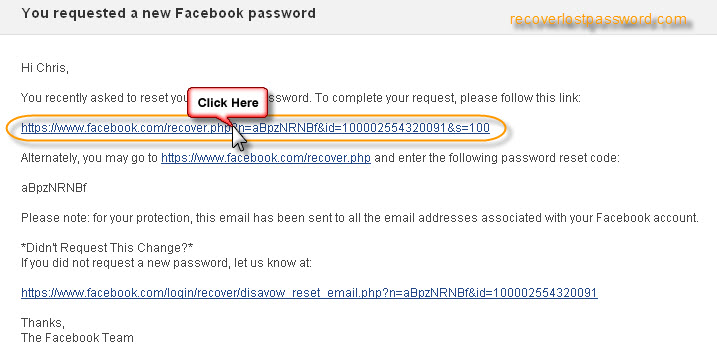 You requested a new Facebook password
recoverlostpassword.com
Hi Chris,
You recently asked to reset you password. To complete your request, please follow this link:
Click Here
https://www.facebook.com/recover.php?n=aBpzNRNBf&id=100002554320091&s=100
Alternately, you may go to https://www.facebook.com/recover.php and enter the following password reset code:
aBpzNRNBf
Please note: for your protection, this email has been sent to all the email addresses associated with your Facebook account.
*Didn't Request This Change?*
If you did not request a new password, let us know at:
https://www.facebook.com/login/recover/disavow_reset_email.php?n=aBpzNRNBf&id=100002554320091
Thanks,
The Facebook Team